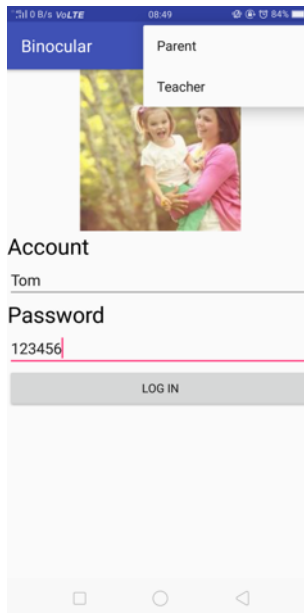 0 B/s VoLTE 08:49 84%
Binocular
Parent
Teacher
Account
Tom
Password
123456
LOG IN